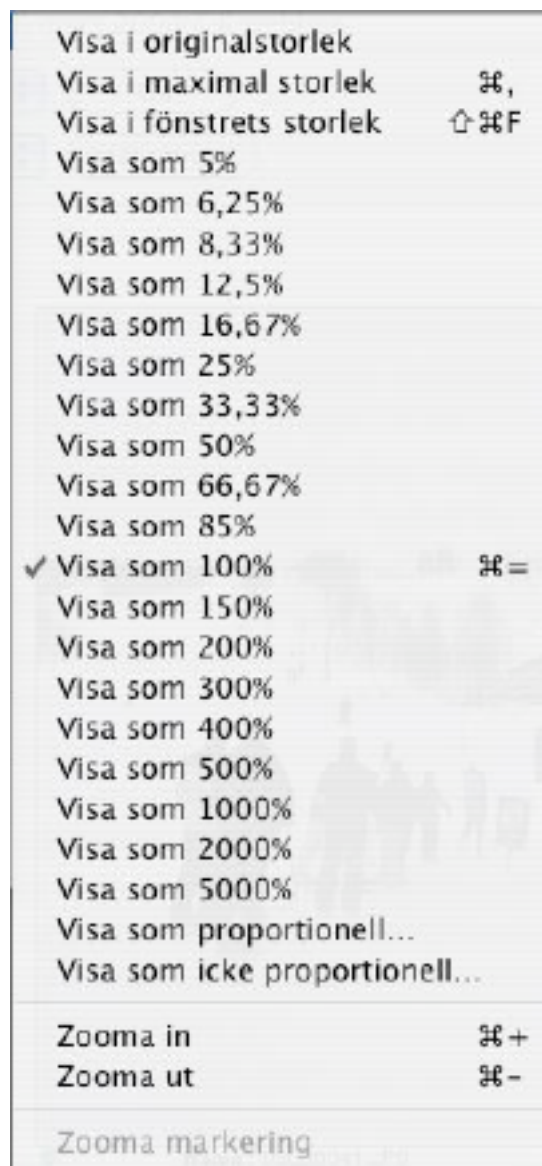 Visa i originalstorlek
Visa i maximal storlek ⌘,
Visa i fönstrets storlek ⇧⌘F
Visa som 5%
Visa som 6,25%
Visa som 8,33%
Visa som 12,5%
Visa som 16,67%
Visa som 25%
Visa som 33,33%
Visa som 50%
Visa som 66,67%
Visa som 85%
✓ Visa som 100% ⌘=
Visa som 150%
Visa som 200%
Visa som 300%
Visa som 400%
Visa som 500%
Visa som 1000%
Visa som 2000%
Visa som 5000%
Visa som proportionell...
Visa som icke proportionell...
Zooma in ⌘+
Zooma ut ⌘-
Zooma markering